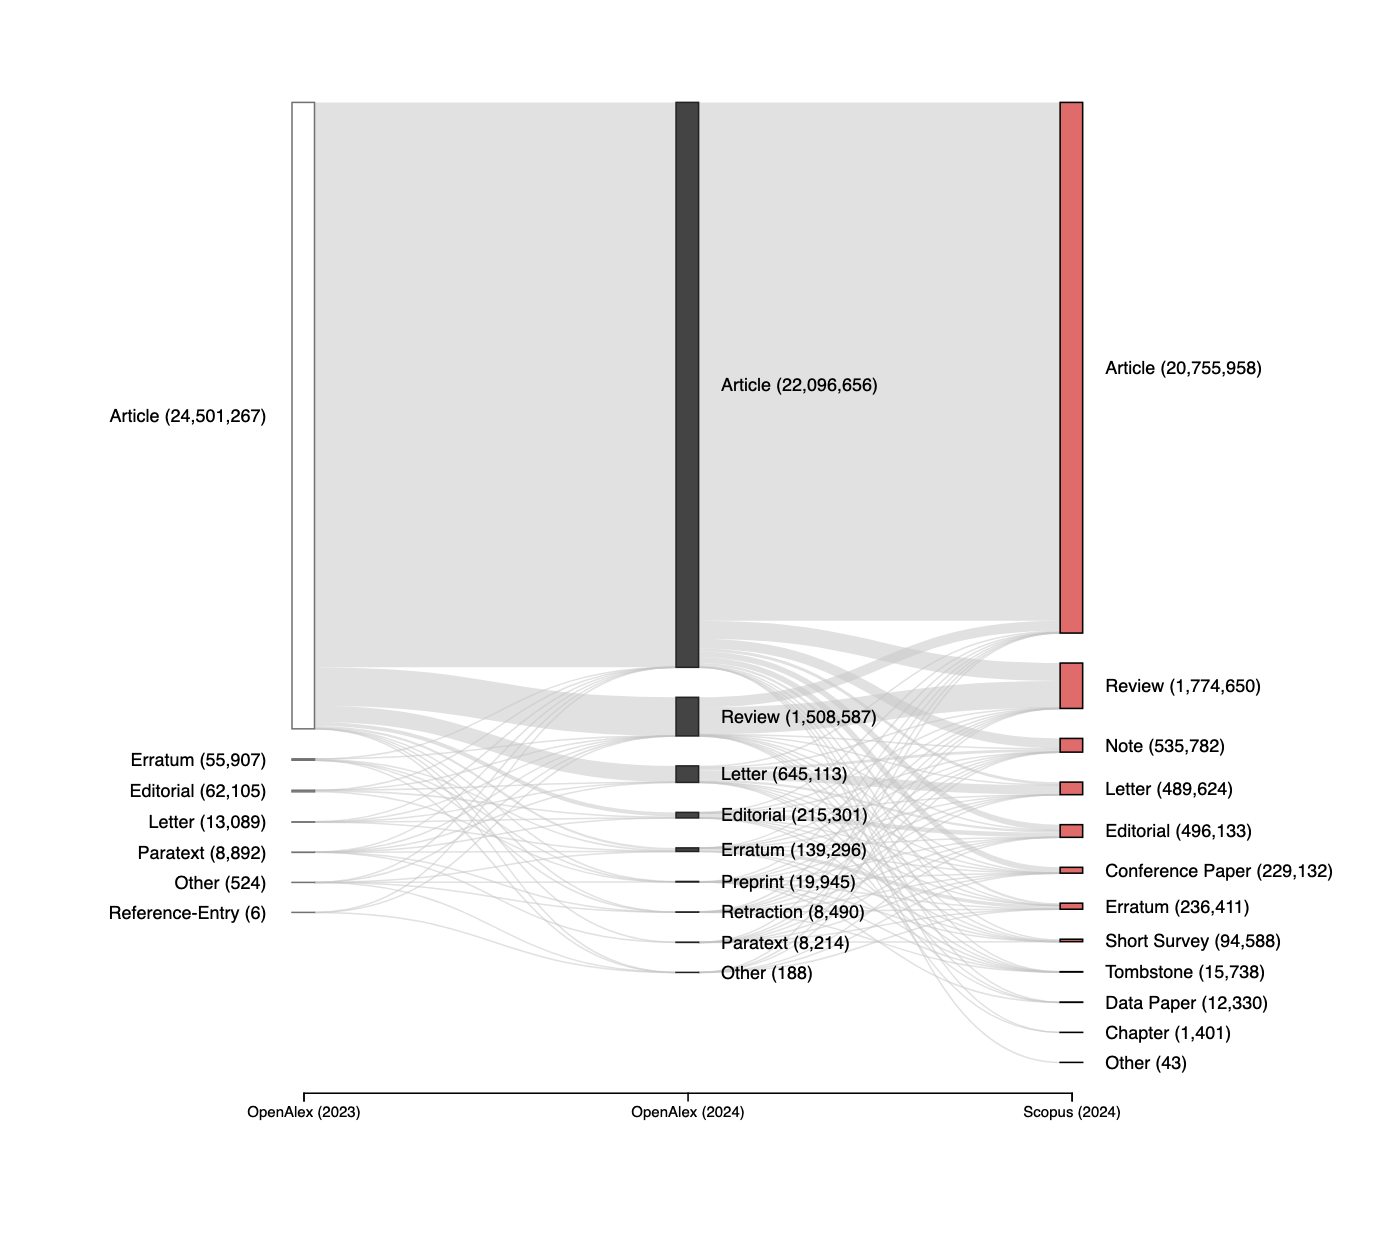 Article (24,501,267)
Erratum (55,907)
Editorial (62,105)
Letter (13,089)
Paratext (8,892)
Other (524)
Reference-Entry (6)
Article (22,096,656)
Review (1,508,587)
Letter (645,113)
Editorial (215,301)
Erratum (139,296)
Preprint (19,945)
Retraction (8,490)
Paratext (8,214)
Other (188)
Article (20,755,958)
Review (1,774,650)
Note (535,782)
Letter (489,624)
Editorial (496,133)
Conference Paper (229,132)
Erratum (236,411)
Short Survey (94,588)
Tombstone (15,738)
Data Paper (12,330)
Chapter (1,401)
Other (43)
OpenAlex (2023)
OpenAlex (2024)
Scopus (2024)